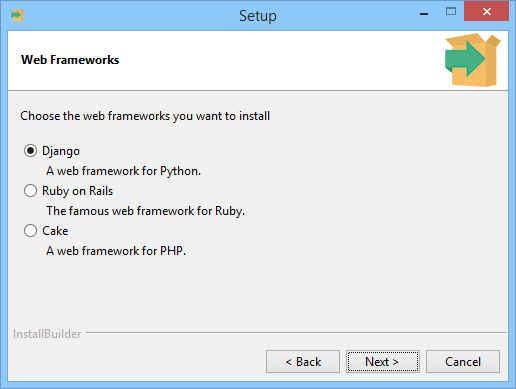 Setup
Web Frameworks
Choose the web frameworks you want to install
Django
A web framework for Python.
Ruby on Rails
The famous web framework for Ruby.
Cake
A web framework for PHP.
InstallBuilder
< Back
Next >
Cancel